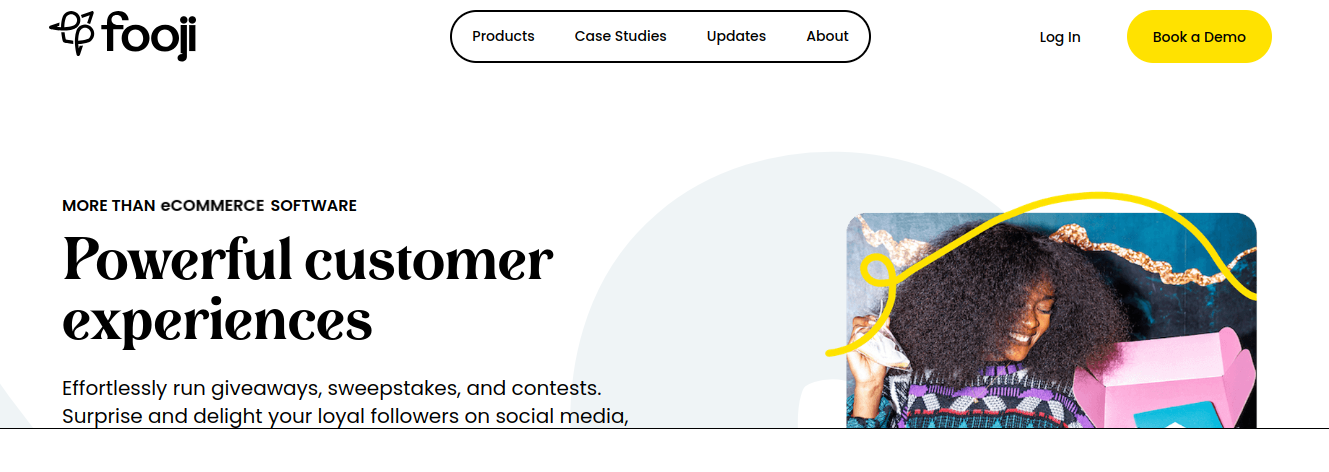 fooji
Products
Case Studies
Updates
About
Log In
Book a Demo
MORE THAN eCOMMERCE SOFTWARE
Powerful customer
experiences
Effortlessly run giveaways, sweepstakes, and contests.
Surprise and delight your loyal followers on social media,